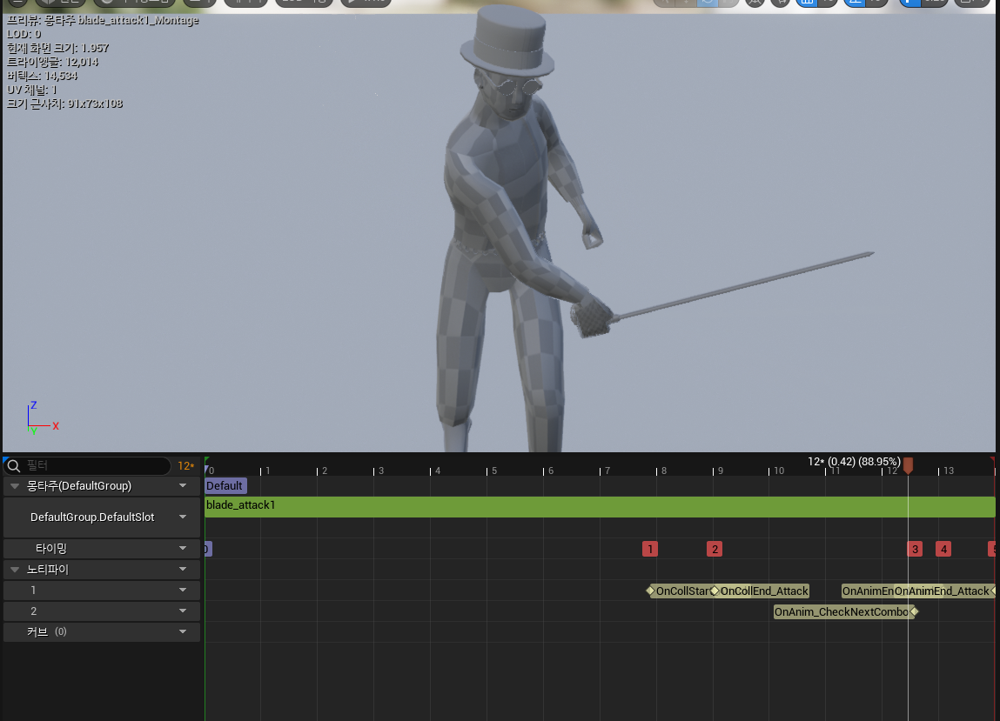 프리뷰: 몽타주 blade_attack1_Montage
LOD: 0
현재 화면 크기: 1.957
트라이앵글: 12,014
버텍스: 14,534
UV 채널: 1
크기 근사치: 91x73x108
Z
X
Y
필터
12*
12* (0.42) (88.95%)
0 1 2 3 4 5 6 7 8 9 10 11 12 13
몽타주(DefaultGroup)
Default
blade_attack1
DefaultGroup.DefaultSlot
타이밍
1 2 3 4
노티파이
1
OnCollStar OnCollEnd_Attack OnAnimEn OnAnimEnd_Attack
2
OnAnim_CheckNextCombo
커브 (0)